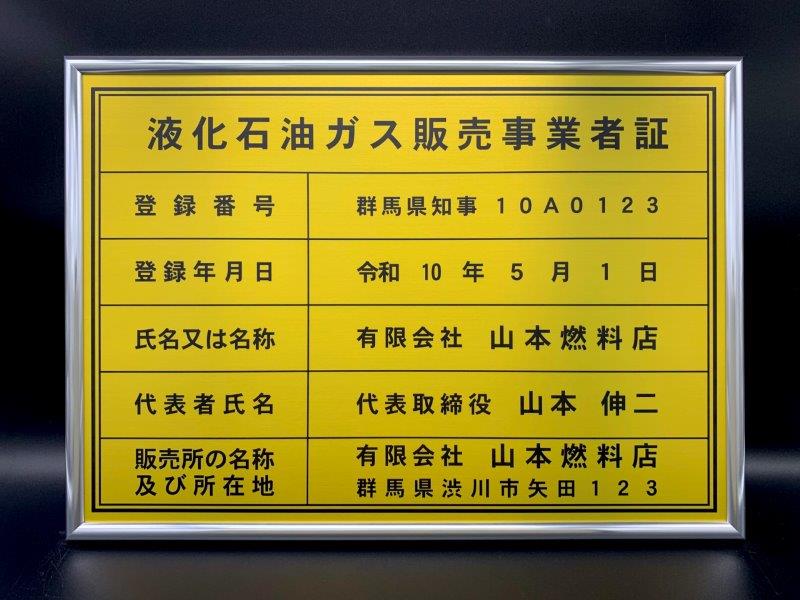 液化石油ガス販売事業者証
登録番号 群馬県知事 10A0123
登録年月日 令和 10 年 5 月 1 日
氏名又は名称 有限会社 山本燃料店
代表者氏名 代表取締役 山本 伸二
販売所の名称 有限会社 山本燃料店
及び所在地 群馬県渋川市矢田123